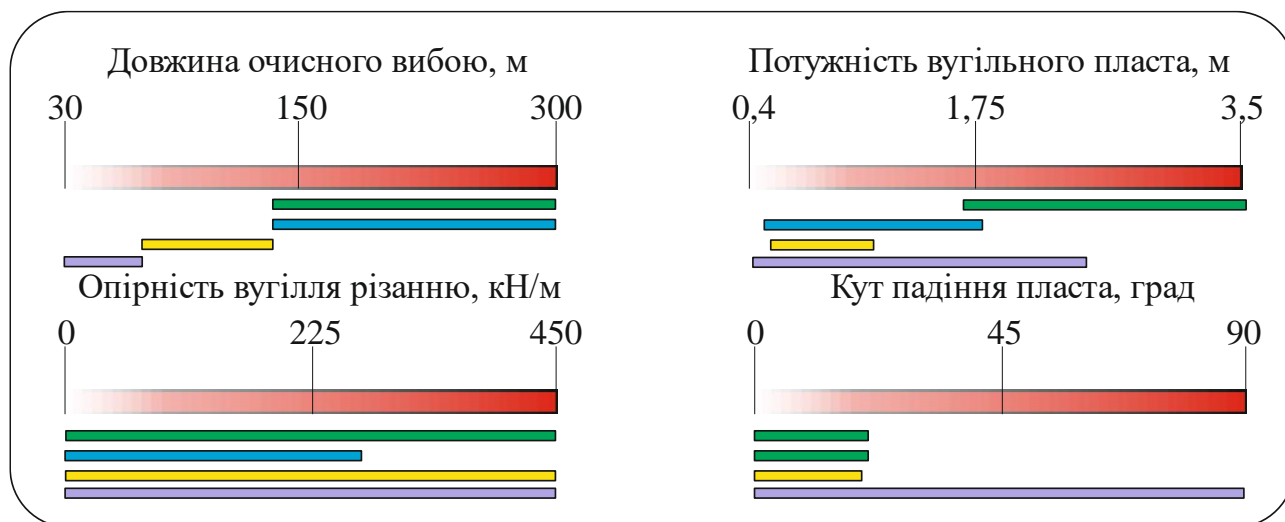 Довжина очисного вибою, м
30 150 300
Потужність вугільного пласта, м
0,4 1,75 3,5
Опірність вугілля різанню, кН/м
0 225 450
Кут падіння пласта, град
0 45 90